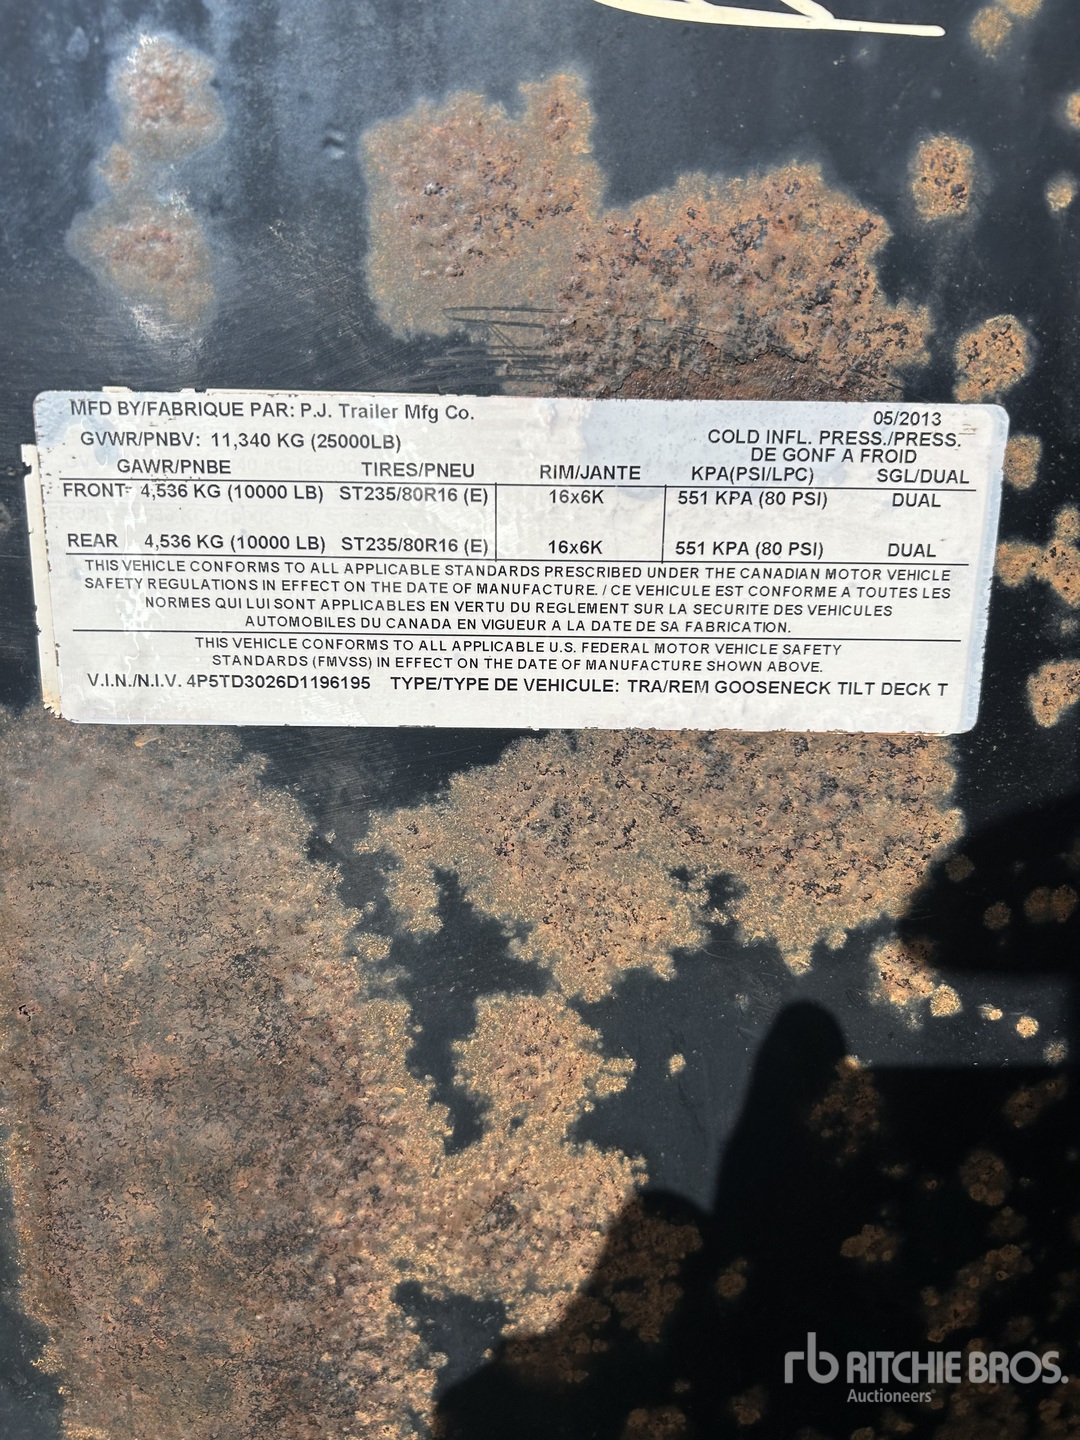 MFD BY/FABRIQUE PAR: P.J. Trailer Mfg Co. 05/2013
GVWR/PNBV: 11,340 KG (25000LB) COLD INFL. PRESS./PRESS.
DE GONF A FROID
GAWR/PNBE TIRES/PNEU RIM/JANTE KPA(PSI/LPC) SGL/DUAL
FRONT- 4,536 KG (10000 LB) ST235/80R16 (E) 16x6K 551 KPA (80 PSI) DUAL
REAR 4,536 KG (10000 LB) ST235/80R16 (E) 16x6K 551 KPA (80 PSI) DUAL
THIS VEHICLE CONFORMS TO ALL APPLICABLE STANDARDS PRESCRIBED UNDER THE CANADIAN MOTOR VEHICLE
SAFETY REGULATIONS IN EFFECT ON THE DATE OF MANUFACTURE. / CE VEHICULE EST CONFORME A TOUTES LES
NORMES QUI LUI SONT APPLICABLES EN VERTU DU REGLEMENT SUR LA SECURITE DES VEHICULES
AUTOMOBILES DU CANADA EN VIGUEUR A LA DATE DE SA FABRICATION.
THIS VEHICLE CONFORMS TO ALL APPLICABLE U.S. FEDERAL MOTOR VEHICLE SAFETY
STANDARDS (FMVSS) IN EFFECT ON THE DATE OF MANUFACTURE SHOWN ABOVE.
V.I.N./N.I.V. 4P5TD3026D1196195 TYPE/TYPE DE VEHICULE: TRA/REM GOOSENECK TILT DECK T
rb RITCHIE BROS.
Auctioneers